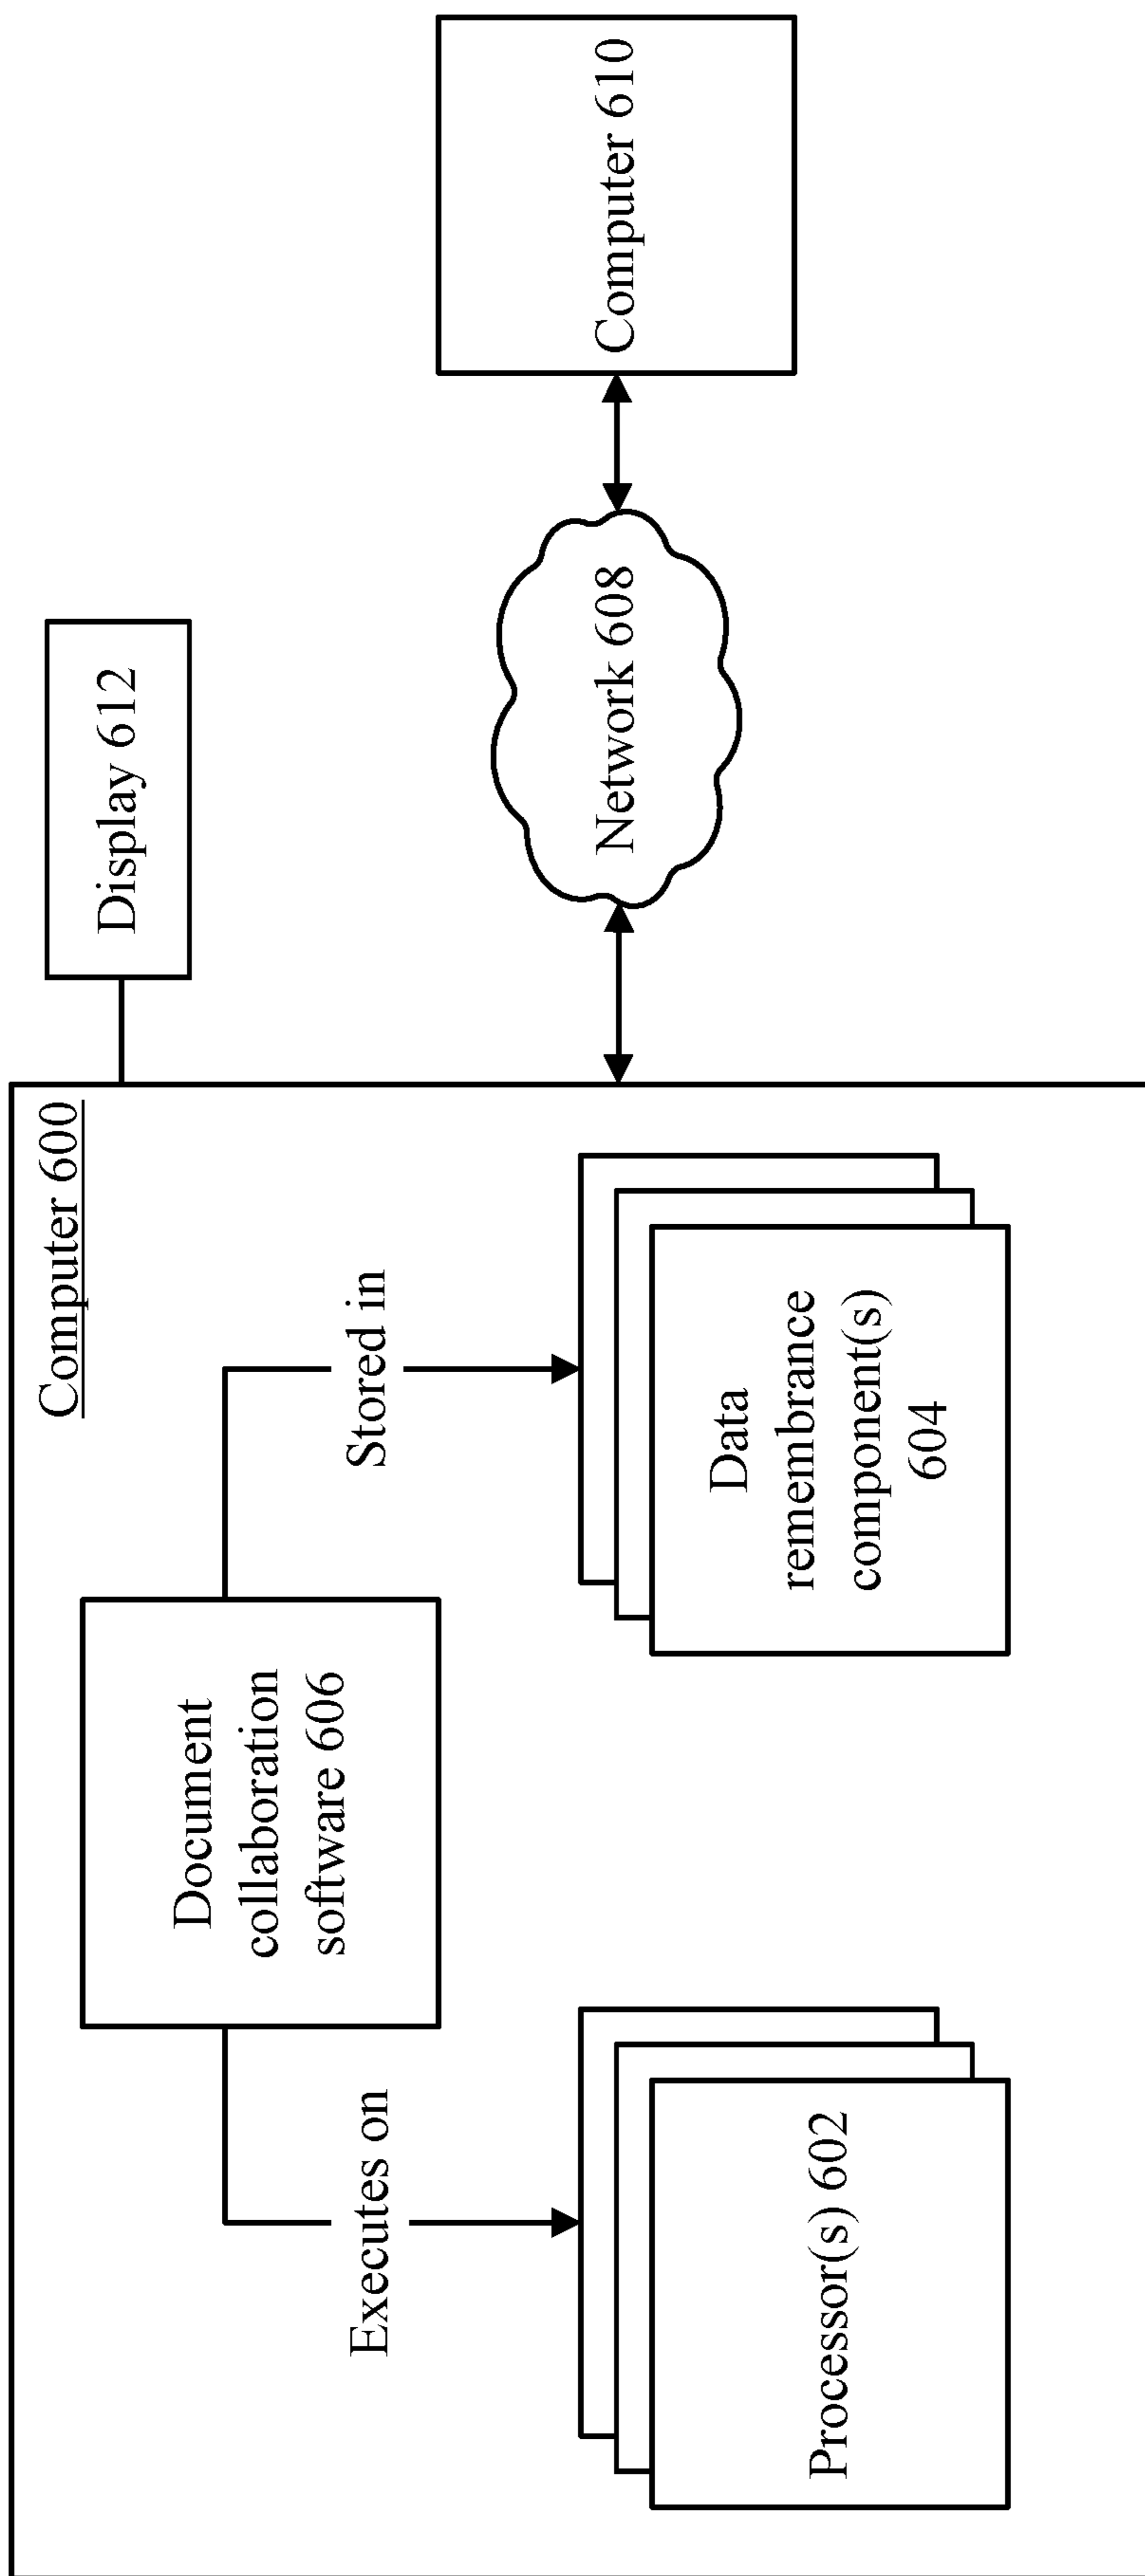 Computer 600
Display 612
Document
collaboration
software 606
Executes on
Stored in
Processor(s) 602
Data
remembrance
component(s)
604
Network 608
Computer 610